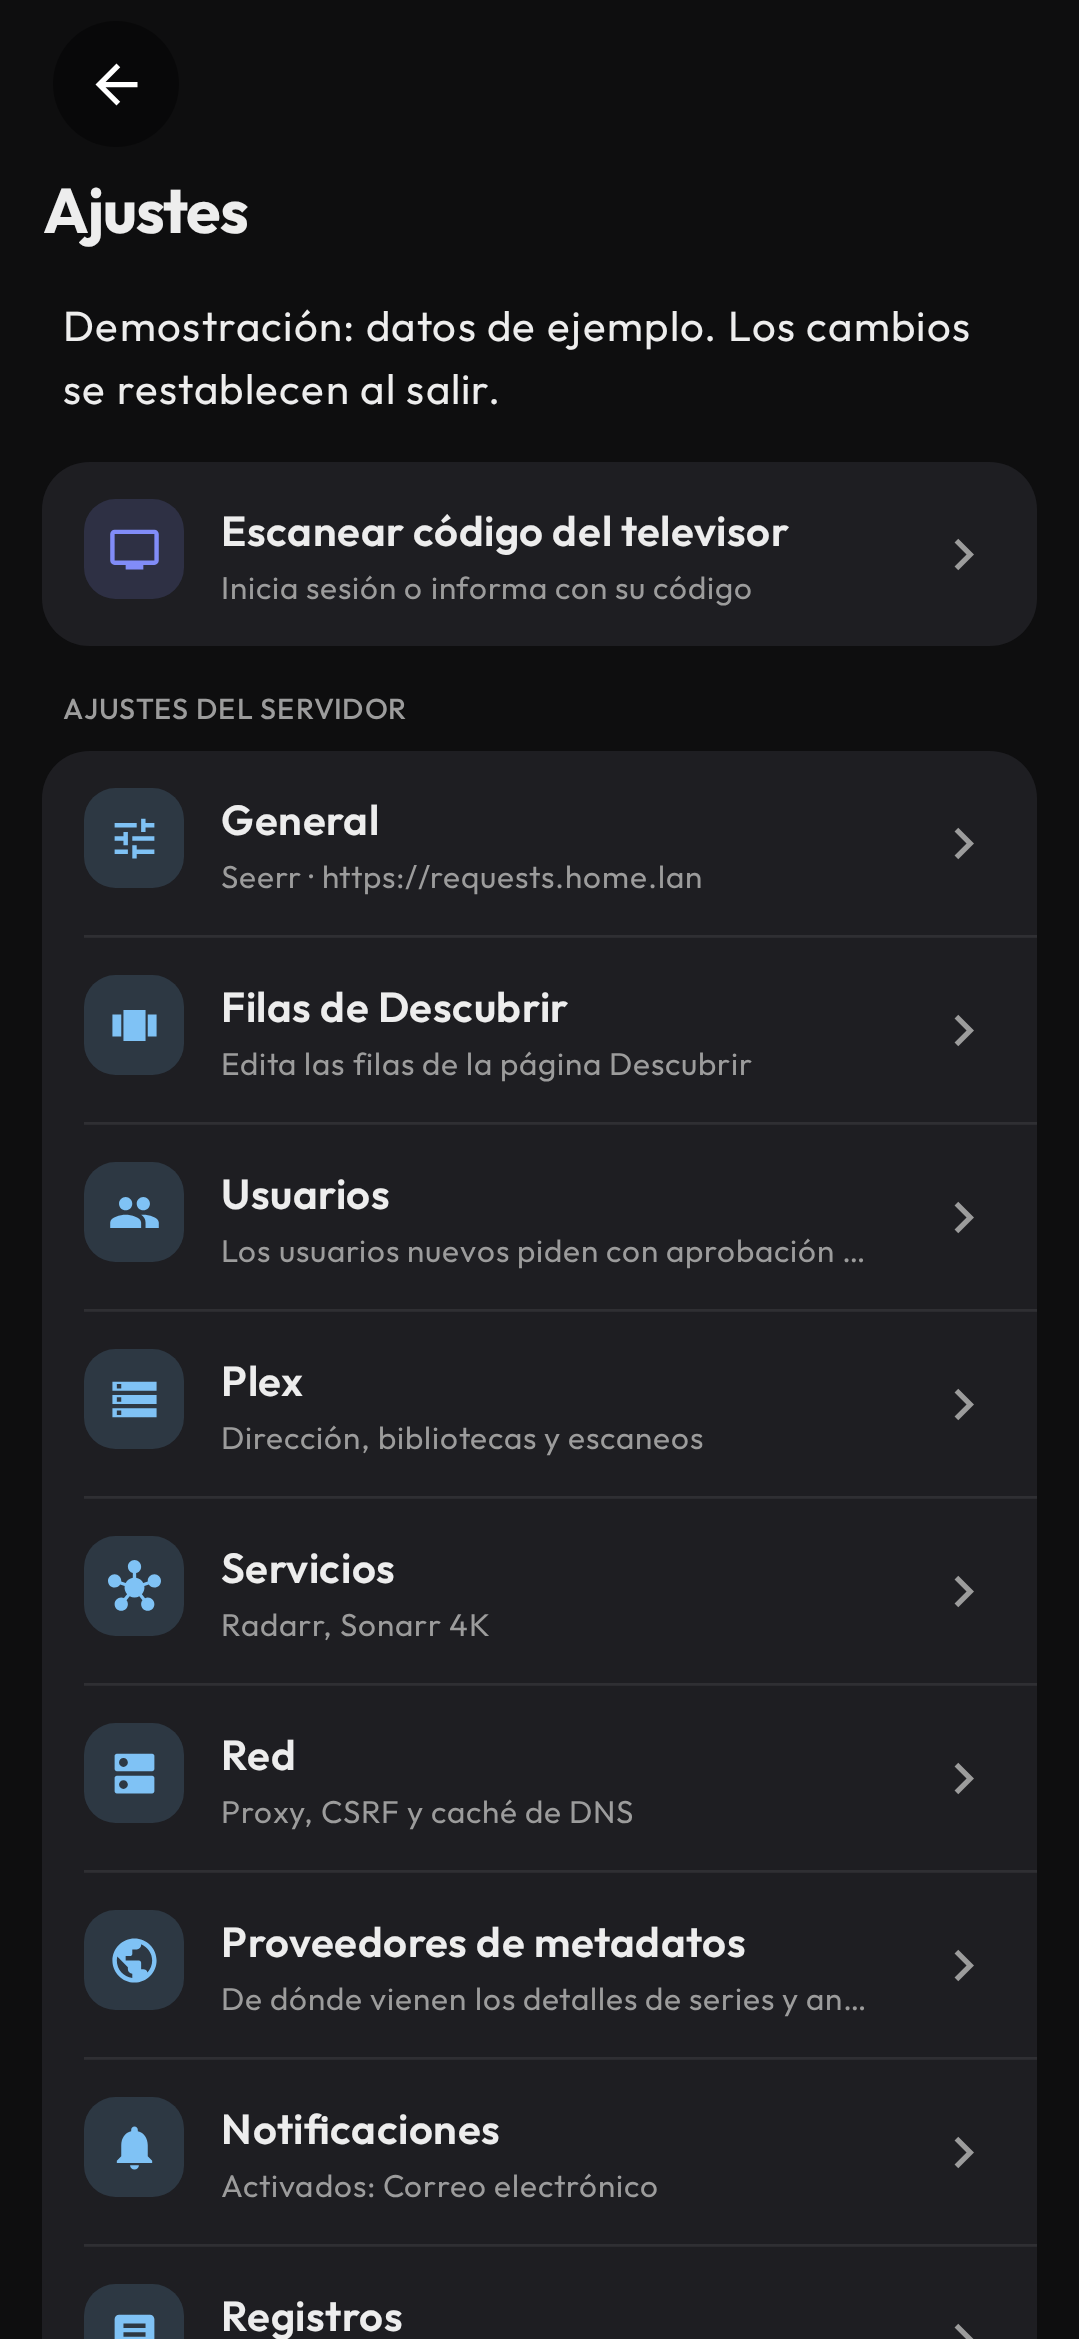 Ajustes
Demostración: datos de ejemplo. Los cambios
se restablecen al salir.
Escanear código del televisor
Inicia sesión o informa con su código
AJUSTES DEL SERVIDOR
General
Seerr · https://requests.home.lan
Filas de Descubrir
Edita las filas de la página Descubrir
Usuarios
Los usuarios nuevos piden con aprobación ...
Plex
Dirección, bibliotecas y escaneos
Servicios
Radarr, Sonarr 4K
Red
Proxy, CSRF y caché de DNS
Proveedores de metadatos
De dónde vienen los detalles de series y an...
Notificaciones
Activados: Correo electrónico
Registros